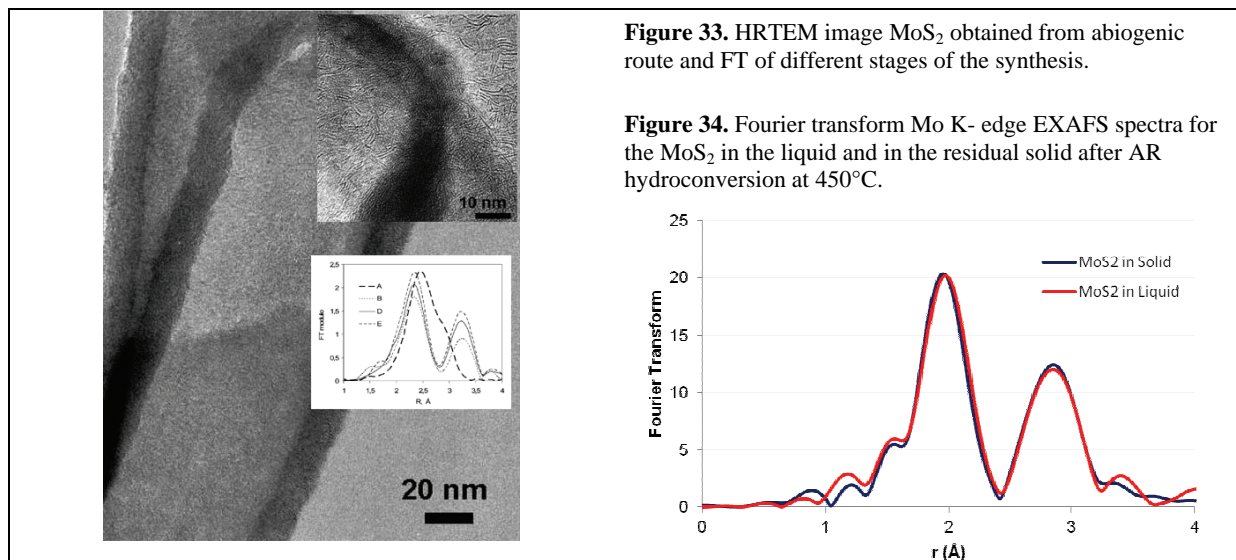 Figure 33. HRTEM image MoS₂ obtained from abiogenic
route and FT of different stages of the synthesis.
Figure 34. Fourier transform Mo K- edge EXAFS spectra for
the MoS₂ in the liquid and in the residual solid after AR
hydroconversion at 450°C.
10 nm
2,5
2
1,5
1
0,5
0
FT module
A
B
D
E
1 1,5 2 2,5 3 3,5 4
R, Å
20 nm
25
20
15
10
5
0
Fourier Transform
MoS2 in Solid
MoS2 in Liquid
0 1 2 3 4
r (Å)